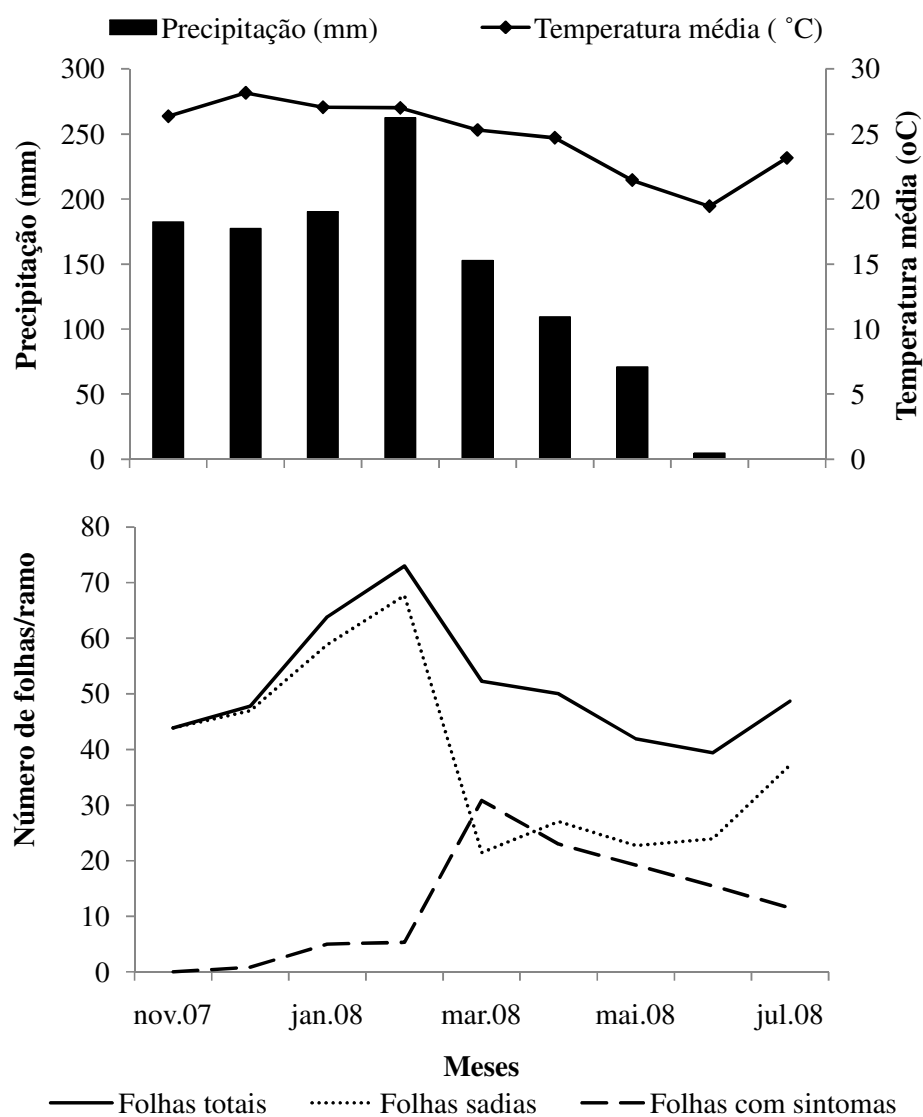 Precipitação (mm) Temperatura média ( ˚C)
300 30
250 25
200 20
150 15
100 10
50 5
0 0
Precipitação (mm)
Temperatura média (oC)
80
70
60
50
40
30
20
10
0
Número de folhas/ramo
nov.07 jan.08 mar.08 mai.08 jul.08
Meses
Folhas totais Folhas sadias Folhas com sintomas